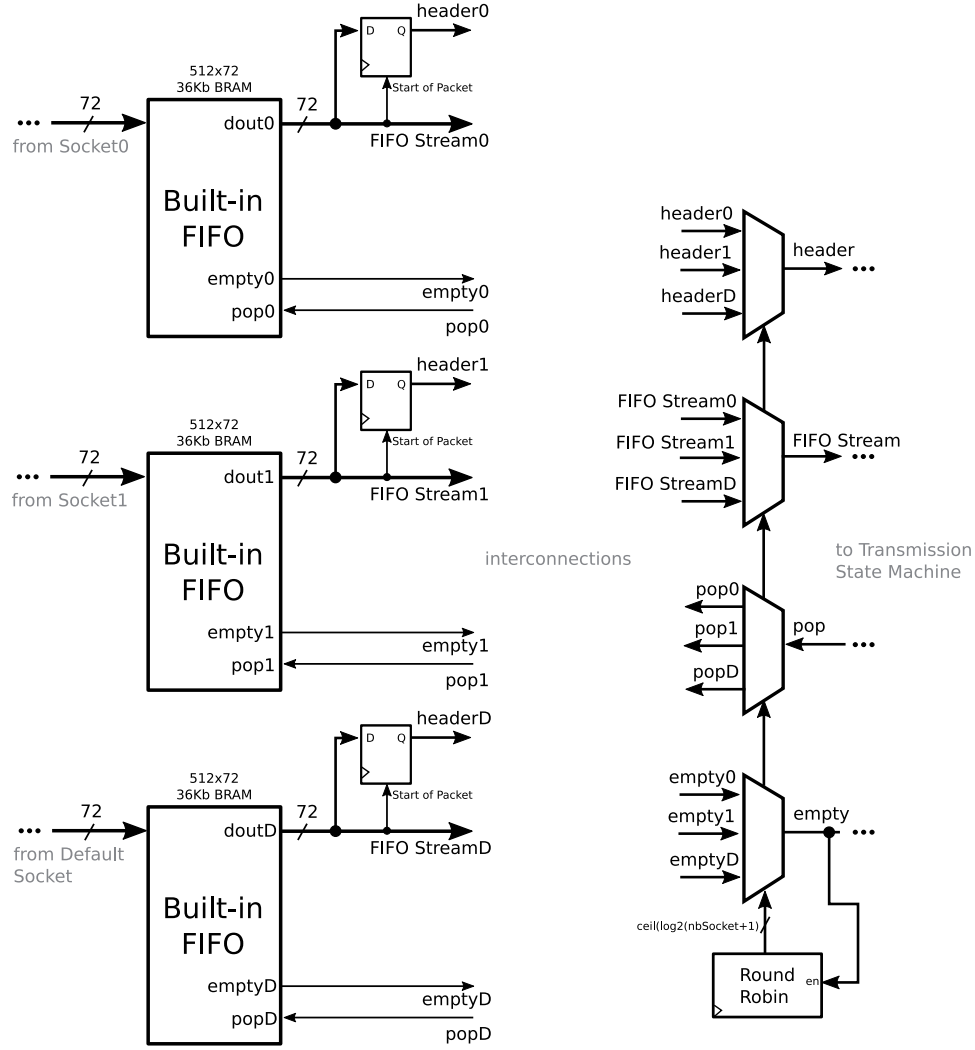 header0
D Q
512x72
36Kb BRAM
72
72
Start of Packet
...
dout0
FIFO Stream0
from Socket0
Built-in
FIFO
empty0
empty0
pop0
pop0
header1
D Q
512x72
36Kb BRAM
72
72
Start of Packet
...
dout1
FIFO Stream1
from Socket1
Built-in
FIFO
empty1
empty1
pop1
pop1
headerD
D Q
512x72
36Kb BRAM
72
72
Start of Packet
...
doutD
FIFO StreamD
from Default
Socket
Built-in
FIFO
emptyD
emptyD
popD
popD
interconnections
header0
header1
headerD
header
...
FIFO Stream0
FIFO Stream1
FIFO StreamD
FIFO Stream
...
to Transmission
State Machine
pop0
pop1
popD
pop
...
empty0
empty1
emptyD
empty
...
ceil(log2(nbSocket+1)
Round
Robin
en